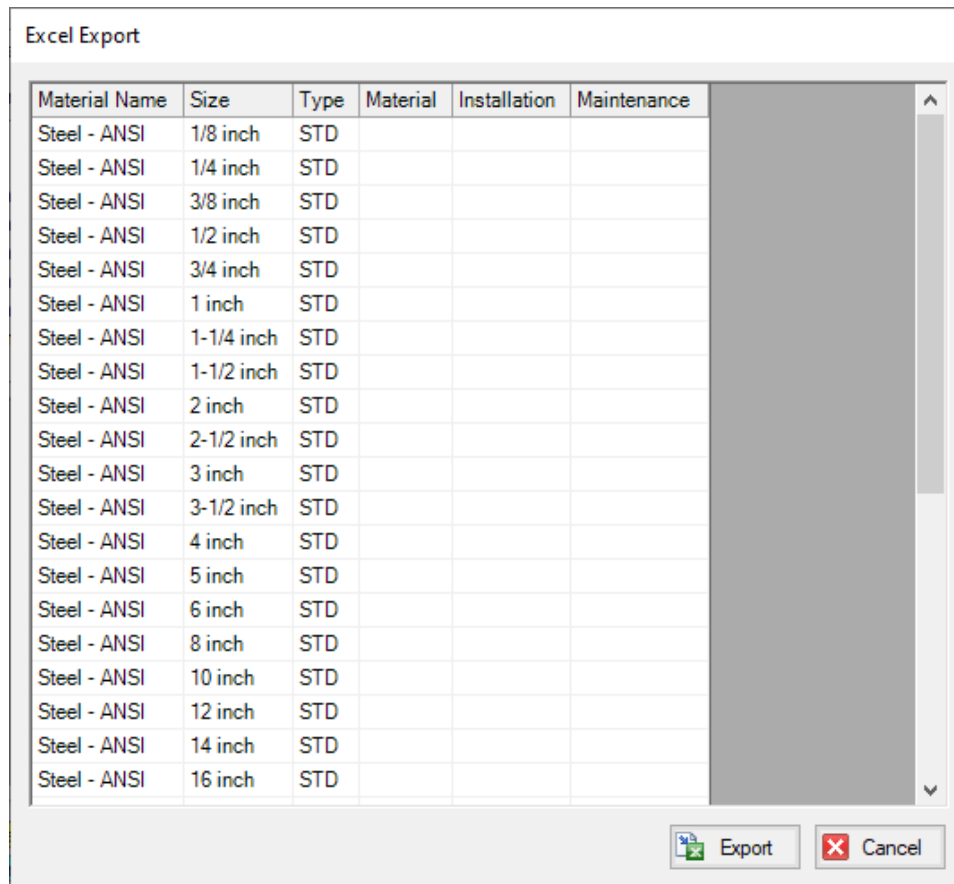 Excel Export
Material Name Size Type Material Installation Maintenance
Steel - ANSI 1/8 inch STD
Steel - ANSI 1/4 inch STD
Steel - ANSI 3/8 inch STD
Steel - ANSI 1/2 inch STD
Steel - ANSI 3/4 inch STD
Steel - ANSI 1 inch STD
Steel - ANSI 1-1/4 inch STD
Steel - ANSI 1-1/2 inch STD
Steel - ANSI 2 inch STD
Steel - ANSI 2-1/2 inch STD
Steel - ANSI 3 inch STD
Steel - ANSI 3-1/2 inch STD
Steel - ANSI 4 inch STD
Steel - ANSI 5 inch STD
Steel - ANSI 6 inch STD
Steel - ANSI 8 inch STD
Steel - ANSI 10 inch STD
Steel - ANSI 12 inch STD
Steel - ANSI 14 inch STD
Steel - ANSI 16 inch STD
Export Cancel